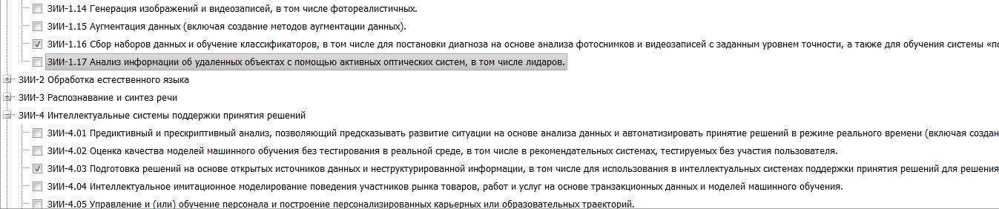 ЗИИ-1.14 Генерация изображений и видеозаписей, в том числе фотореалистичных.
ЗИИ-1.15 Аугментация данных (включая создание методов аугментации данных).
ЗИИ-1.16 Сбор наборов данных и обучение классификаторов, в том числе для постановки диагноза на основе анализа фотоснимков и видеозаписей с заданным уровнем точности, а также для обучения системы «по
ЗИИ-1.17 Анализ информации об удаленных объектах с помощью активных оптических систем, в том числе лидаров.
ЗИИ-2 Обработка естественного языка
ЗИИ-3 Распознавание и синтез речи
ЗИИ-4 Интеллектуальные системы поддержки принятия решений
ЗИИ-4.01 Предиктивный и прескриптивный анализ, позволяющий предсказывать развитие ситуации на основе анализа данных и автоматизировать принятие решений в режиме реального времени (включая создан
ЗИИ-4.02 Оценка качества моделей машинного обучения без тестирования в реальной среде, в том числе в рекомендательных системах, тестируемых без участия пользователя.
ЗИИ-4.03 Подготовка решений на основе открытых источников данных и неструктурированной информации, в том числе для использования в интеллектуальных системах поддержки принятия решений для решения
ЗИИ-4.04 Интеллектуальное имитационное моделирование поведения участников рынка товаров, работ и услуг на основе транзакционных данных и моделей машинного обучения.
ЗИИ-4.05 Управление и (или) обучение персонала и построение персонализированных карьерных или образовательных траекторий.